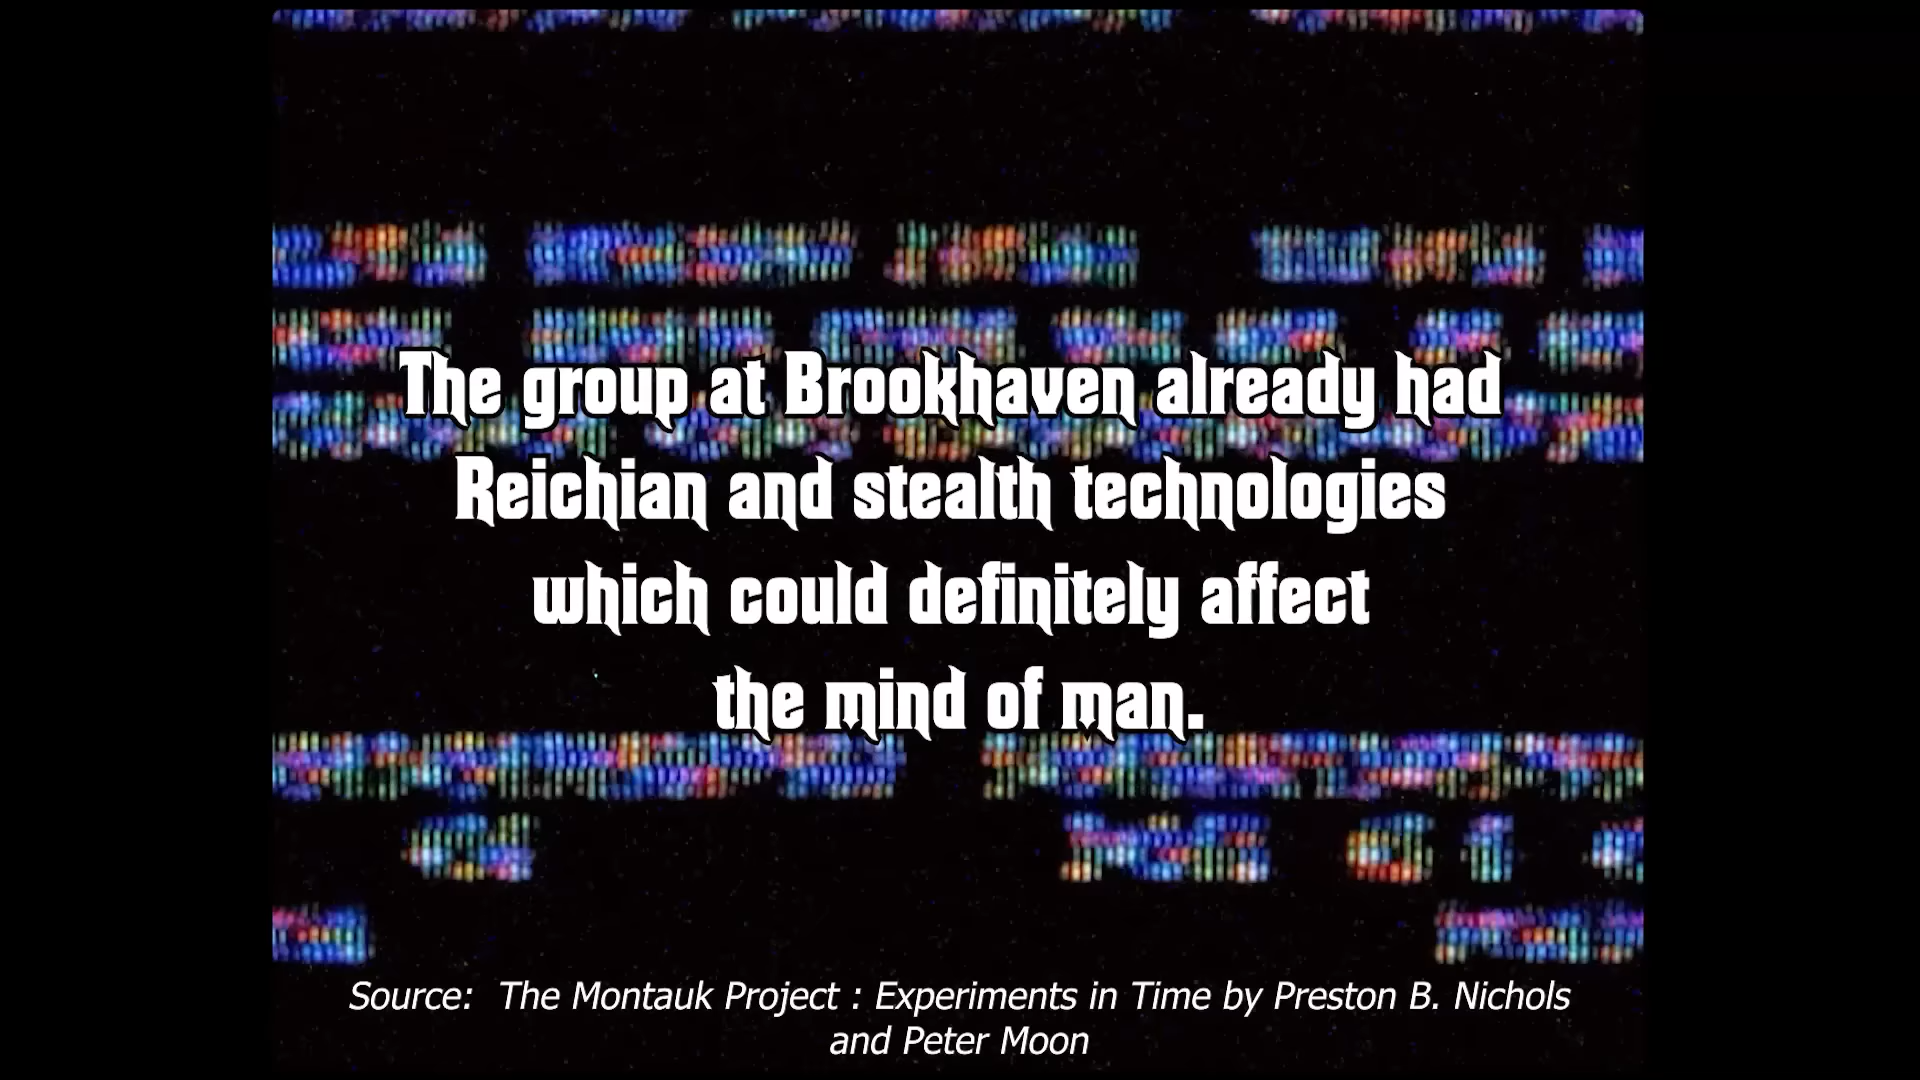 The group at Brookhaven already had
Reichian and stealth technologies
which could definitely affect
the mind of man.
Source:  The Montauk Project : Experiments in Time by Preston B. Nichols
and Peter Moon